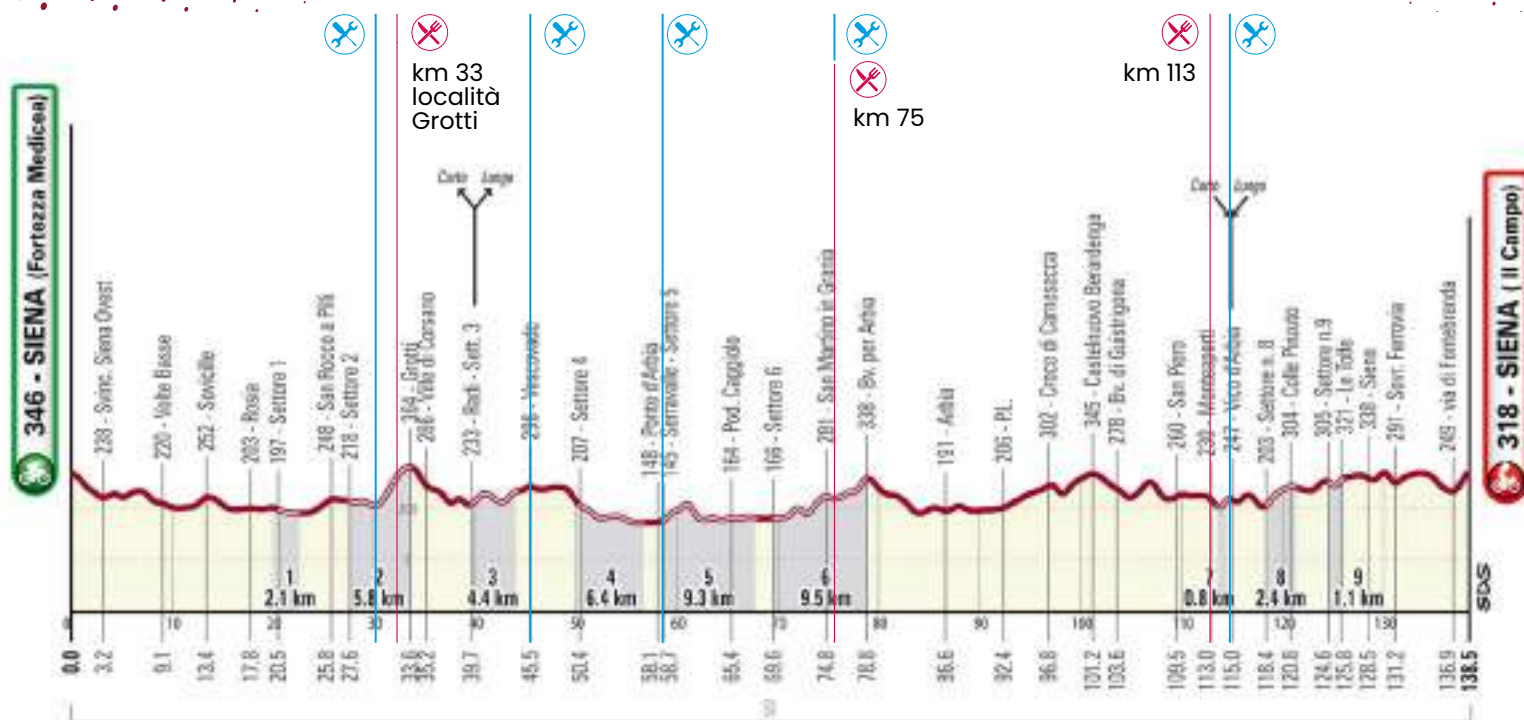 km 33
località
Grotti
km 75
km 113
346 - SIENA (Fortezza Medicea)
Corto Lungo
Corto Lungo
318 - SIENA ( Il Campo)
238 - Svinc. Siena Ovest
220 - Volte Basse
252 - Sovicille
203 - Rosia
197 - Settore 1
248 - San Rocco a Pilli
218 - Settore 2
364 - Grotti
286 - Ville di Corsano
233 - Radi - Sett. 3
296 - Vescovado
207 - Settore 4
148 - Ponte d'Arbia
145 - Serravalle - Settore 5
164 - Pod. Cappiolo
166 - Settore 6
281 - San Martino in Grania
338 - Bv. per Arbia
191 - Arbia
206 - P.L.
302 - Croce di Carnesecca
345 - Castelnuovo Berardenga
278 - Bv. di Guistrigona
260 - San Piero
230 - Monteaperti
247 - Vico d'Arbia
203 - Settore n. 8
304 - Colle Pinzuto
305 - Settore n.9
321 - Le Tolfe
338 - Siena
291 - Sovr. Ferrovia
249 - via di Fontebranda
1
2.1 km
2
5.8 km
3
4.4 km
4
6.4 km
5
9.3 km
6
9.5 km
7
0.8 km
8
2.4 km
9
1.1 km
SDS
0 10 20 30 40 50 60 70 80 90 100 110 120 130
0.0 3.2 9.1 13.4 17.8 20.5 25.8 27.6 33.8 35.2 39.7 45.5 50.4 58.1 58.7 65.4 69.6 74.8 78.8 86.6 92.4 96.8 101.2 103.6 109.5 113.0 115.0 118.4 120.8 124.6 125.8 128.5 131.2 136.9 138.5